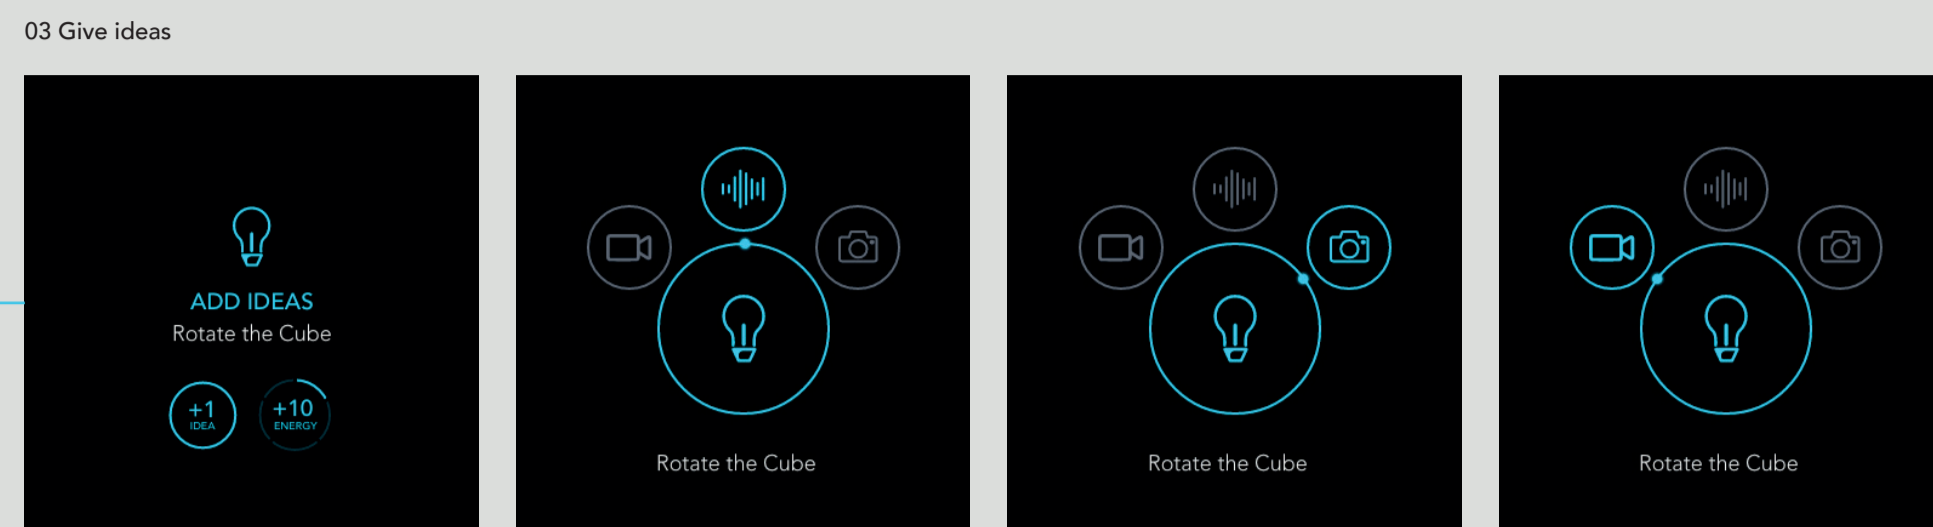 03 Give ideas
ADD IDEAS
Rotate the Cube
+1
IDEA
+10
ENERGY
Rotate the Cube
Rotate the Cube
Rotate the Cube